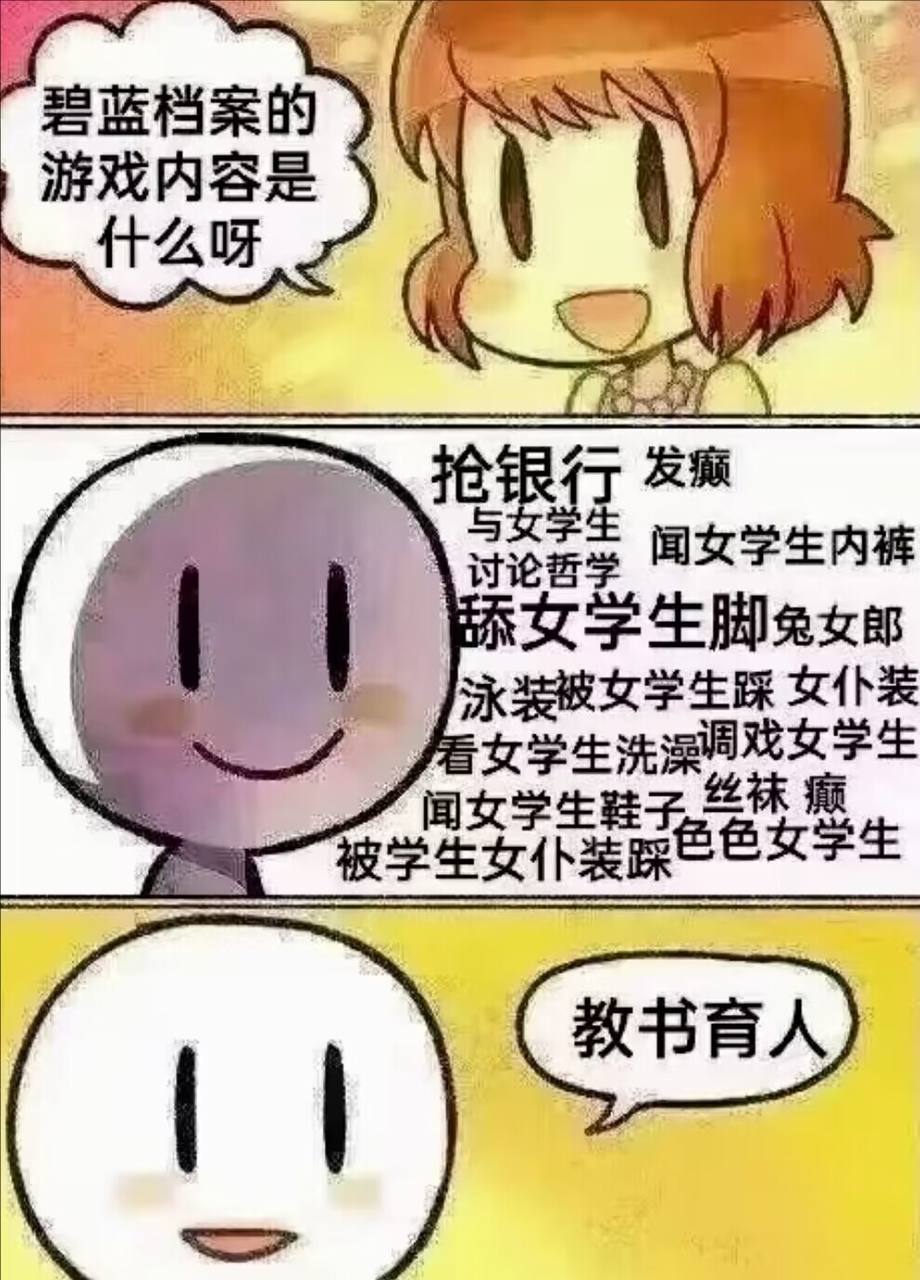 碧蓝档案的
游戏内容是
什么呀
抢银行 发癫
与女学生
讨论哲学
闻女学生内裤
舔女学生脚 兔女郎
泳装 被女学生踩 女仆装
看女学生洗澡 调戏女学生
闻女学生鞋子 丝袜 癫
被学生女仆装踩 色色女学生
教书育人